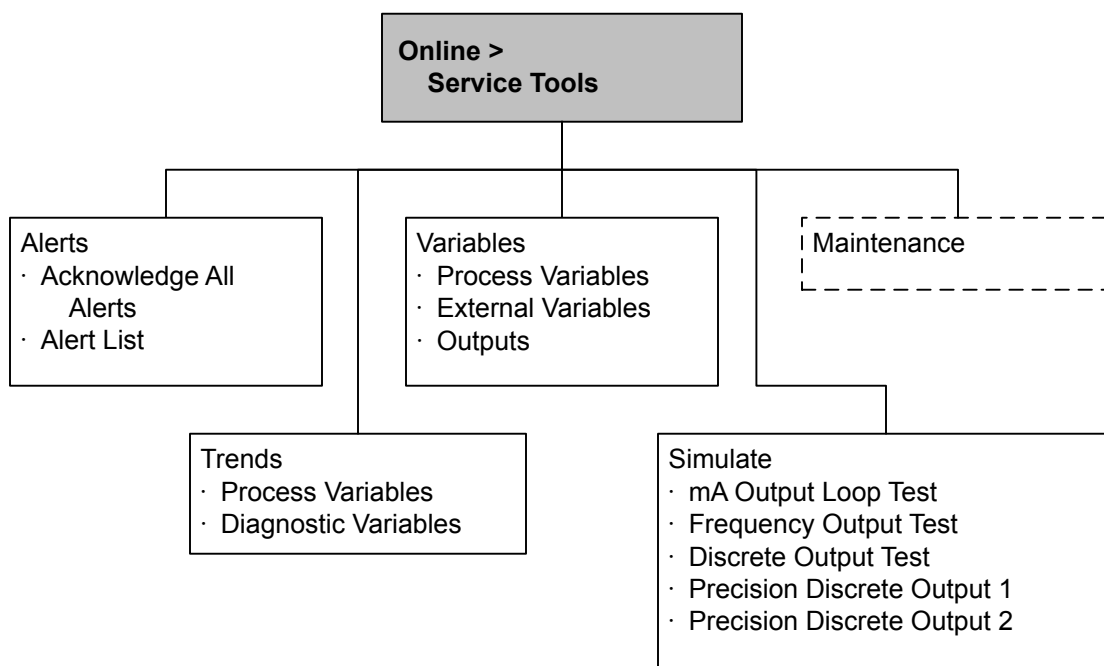 Online >
Service Tools
Alerts
· Acknowledge All
Alerts
· Alert List
Variables
· Process Variables
· External Variables
· Outputs
Maintenance
Trends
· Process Variables
· Diagnostic Variables
Simulate
· mA Output Loop Test
· Frequency Output Test
· Discrete Output Test
· Precision Discrete Output 1
· Precision Discrete Output 2